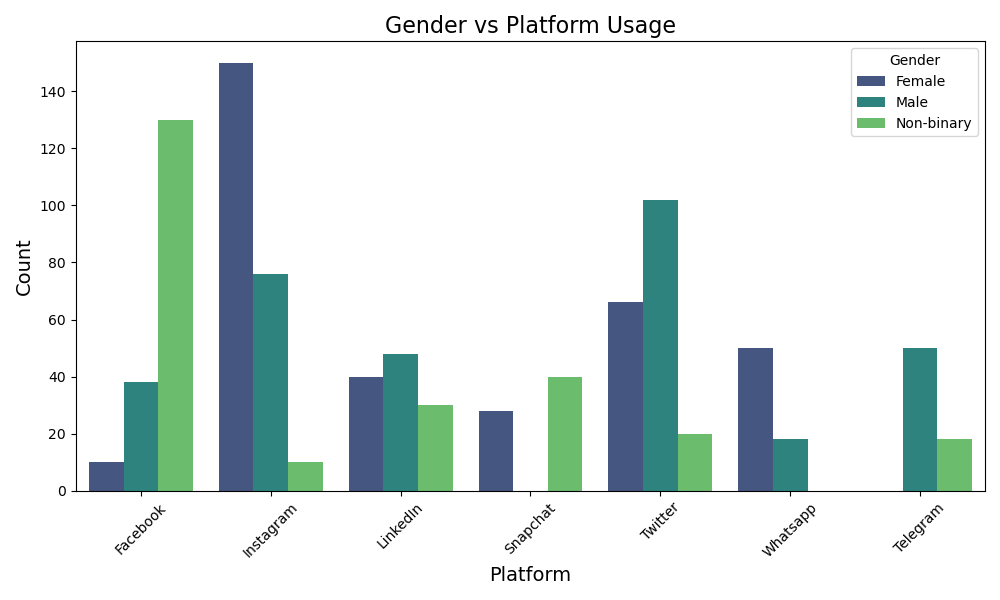 Gender vs Platform Usage
Gender
Female
Male
Non-binary
Count
140
120
100
80
60
40
20
0
Facebook
Instagram
LinkedIn
Snapchat
Twitter
Whatsapp
Telegram
Platform